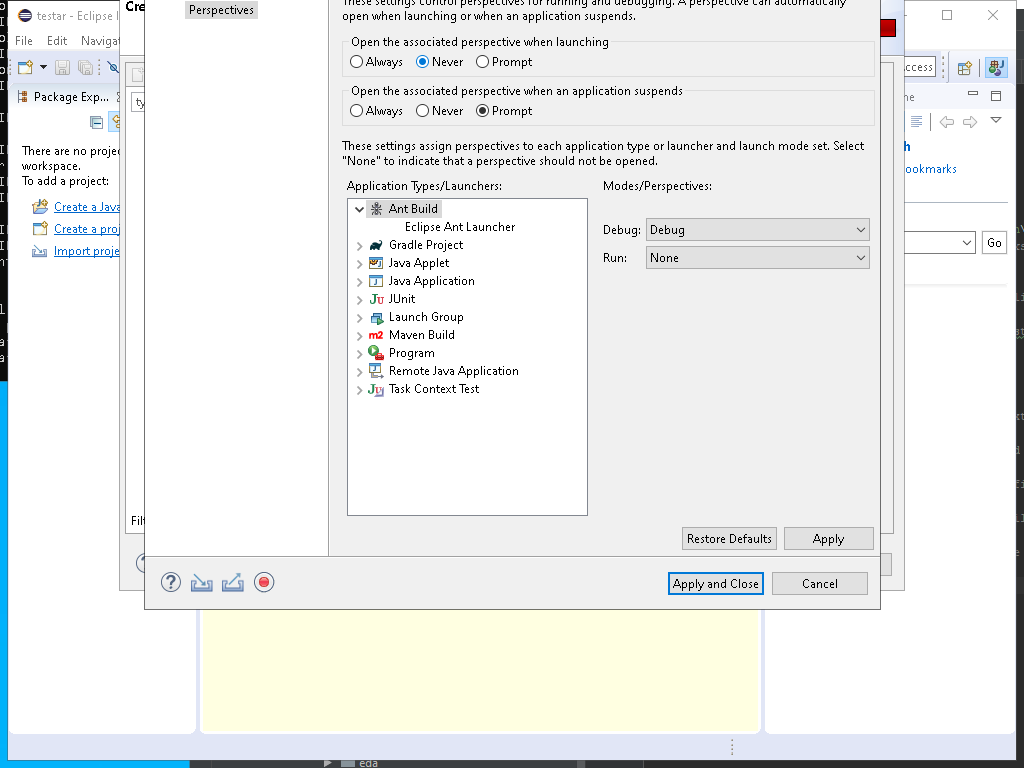 testar - Eclipse I
Cre
Perspectives
These settings control perspectives for running and debugging. A perspective can automatically
open when launching or when an application suspends.
File Edit Naviga
Open the associated perspective when launching
Always Never Prompt
ccess
Open the associated perspective when an application suspends
Always Never Prompt
Package Exp...
ty
ne
There are no proje
workspace.
To add a project:
Create a Java
Create a proj
Import proje
These settings assign perspectives to each application type or launcher and launch mode set. Select
"None" to indicate that a perspective should not be opened.
Application Types/Launchers:
Modes/Perspectives:
Ant Build
Eclipse Ant Launcher
Gradle Project
Java Applet
Java Application
JUnit
Launch Group
Maven Build
Program
Remote Java Application
Task Context Test
Debug: Debug
Run: None
h
ookmarks
Go
Filt
Restore Defaults
Apply
Apply and Close
Cancel
eda